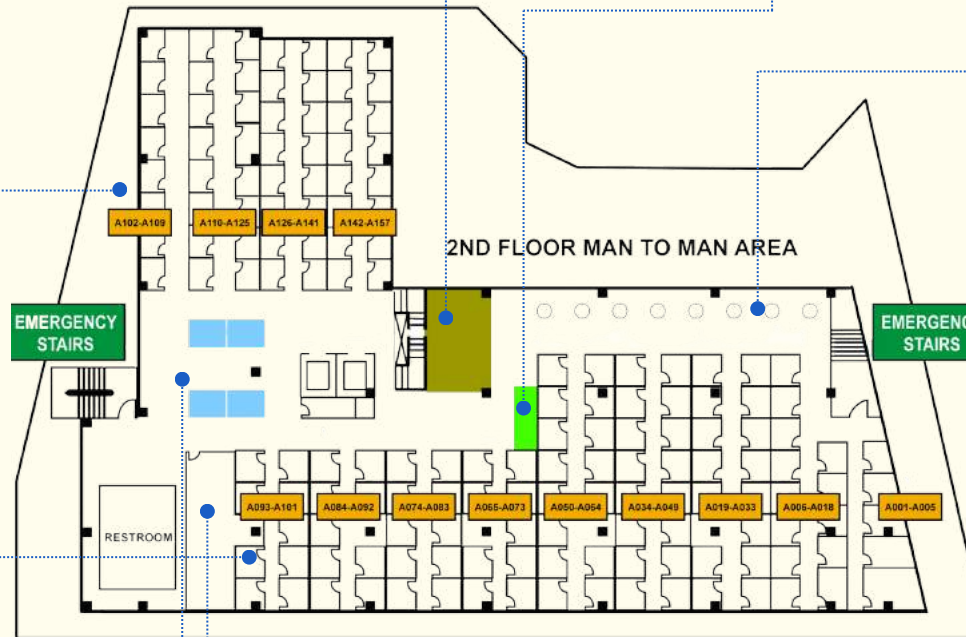 A102-A109
A110-A125
A126-A141
A142-A157
2ND FLOOR MAN TO MAN AREA
EMERGENCY
STAIRS
EMERGENC
STAIRS
A093-A101
A084-A092
A074-A083
A065-A073
A050-A064
A034-A049
A019-A033
A006-A018
A001-A005
RESTROOM